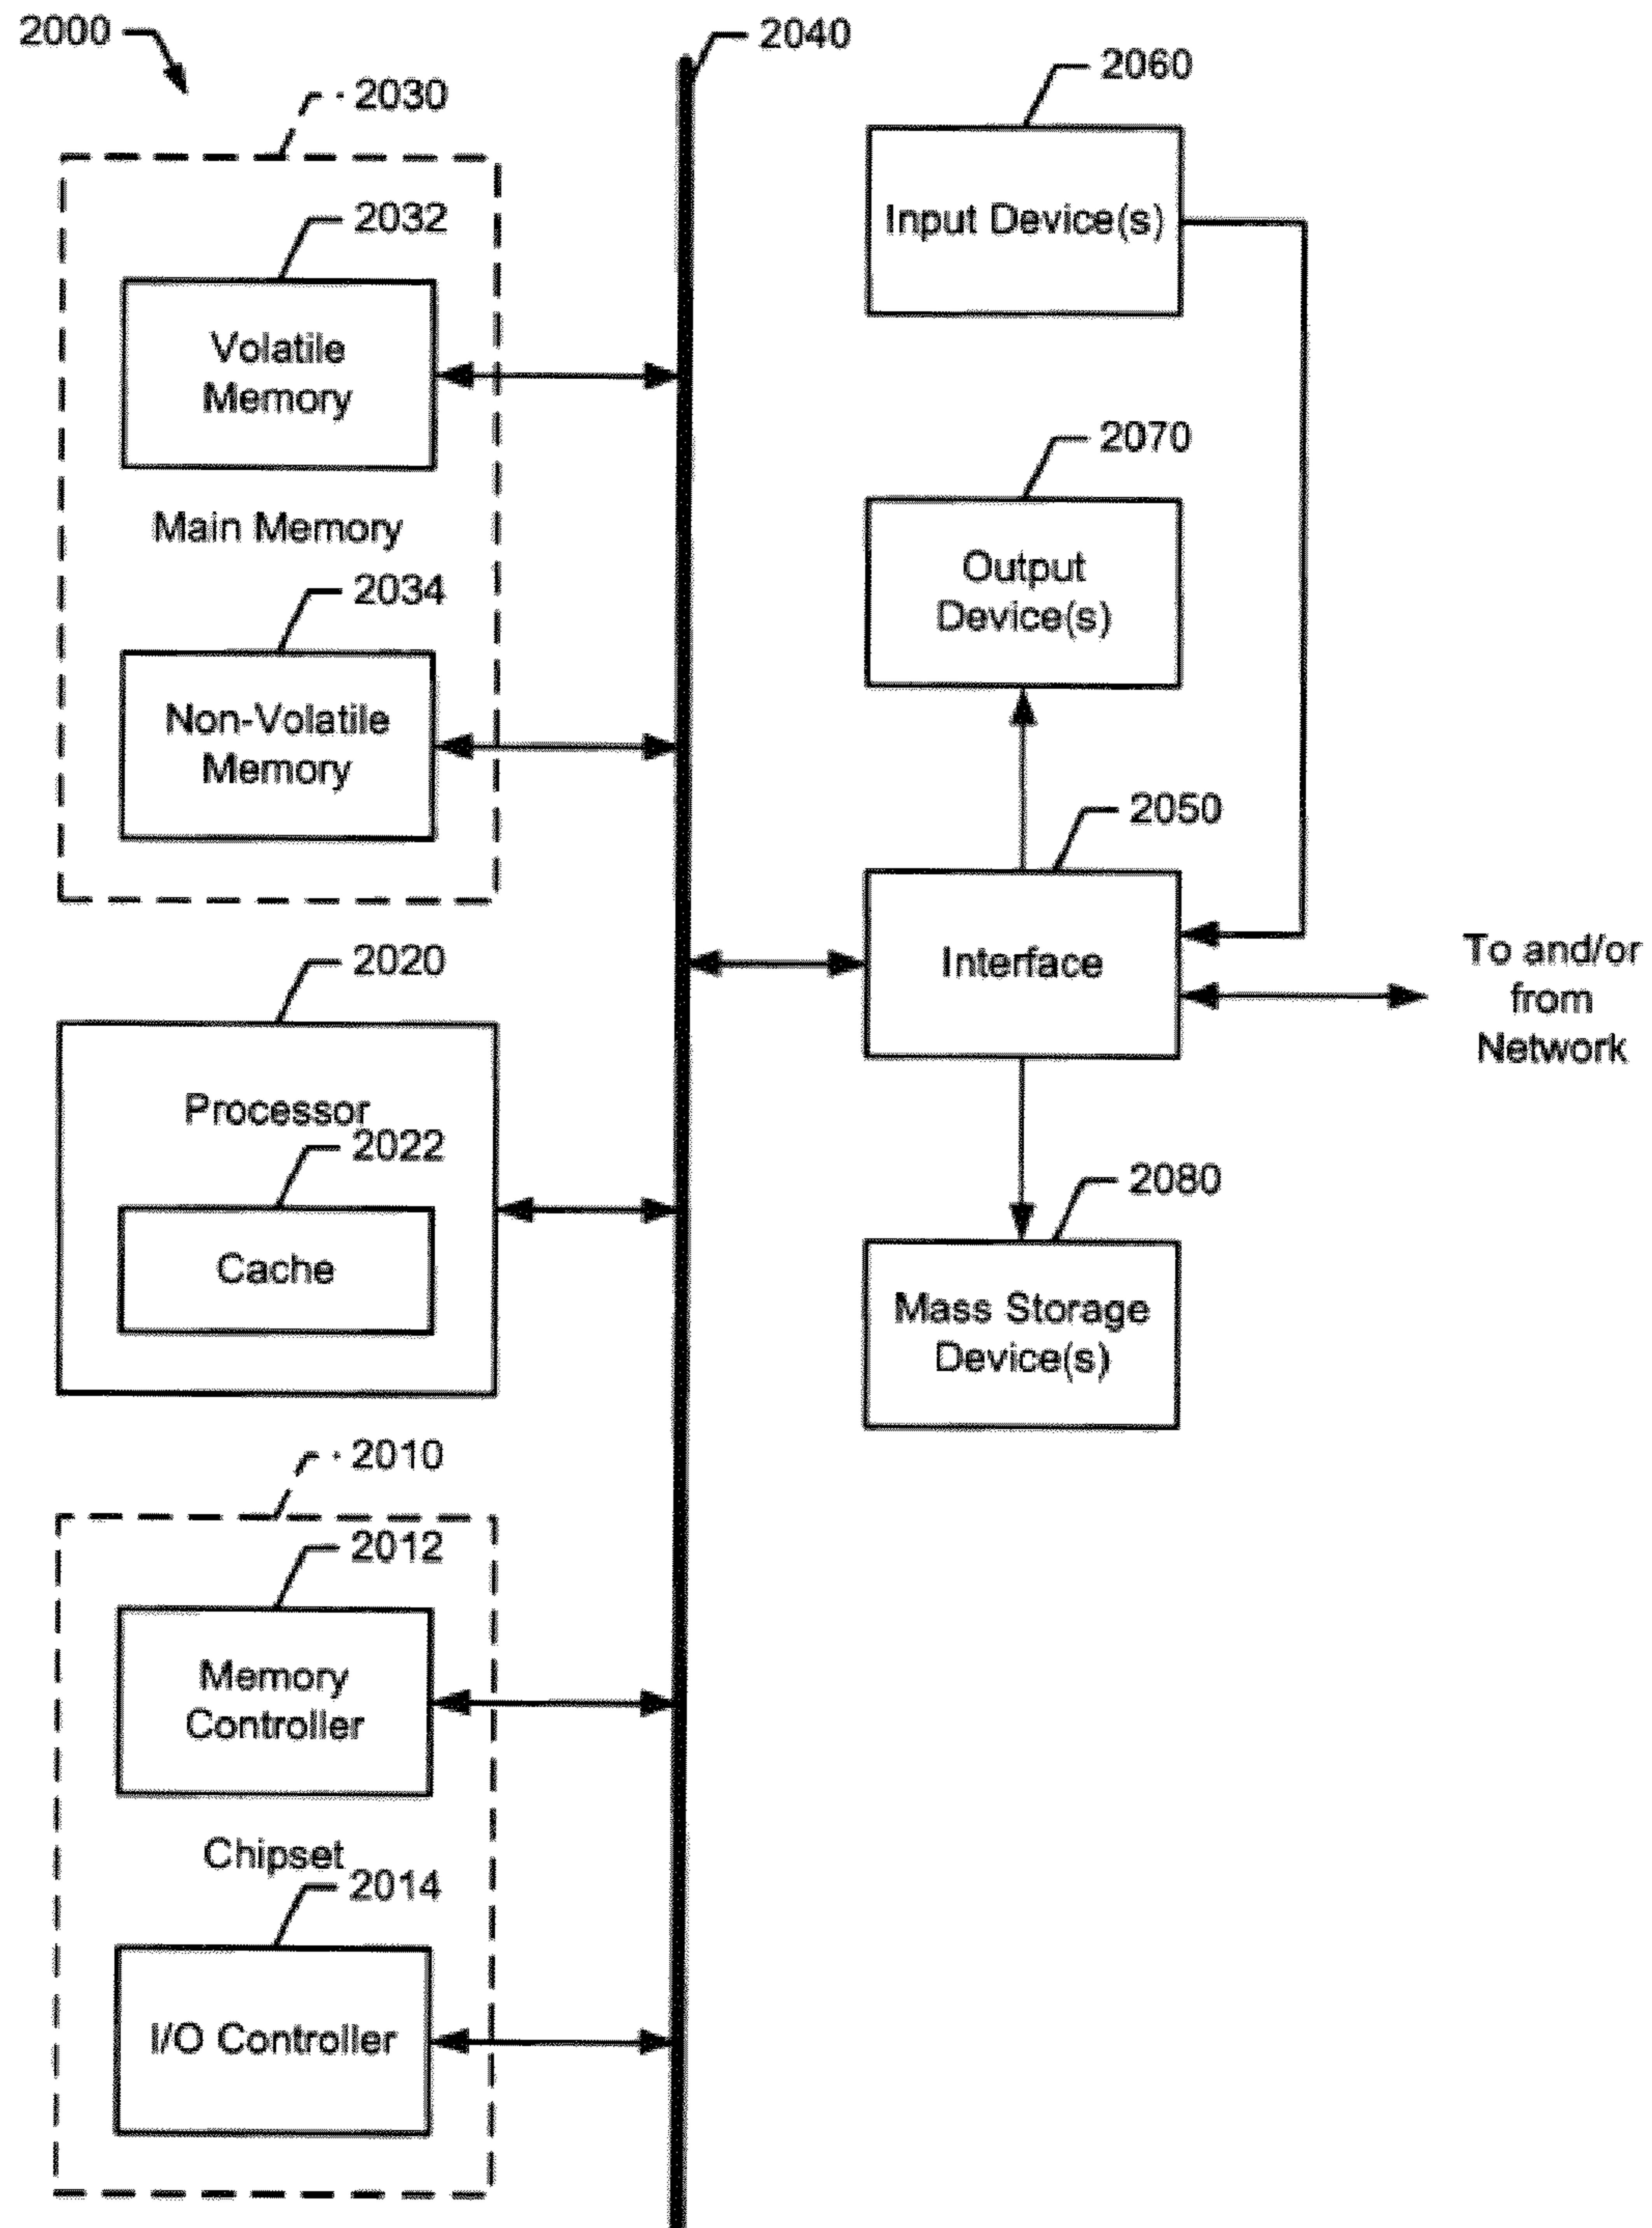 2000
2040
2030
2060
2032
Input Device(s)
Volatile
Memory
2070
Main Memory
Output
Device(s)
2034
Non-Volatile
Memory
2050
2020
Interface
To and/or
from
Network
Processor
2022
2080
Cache
Mass Storage
Device(s)
2010
2012
Memory
Controller
Chipset
2014
I/O Controller